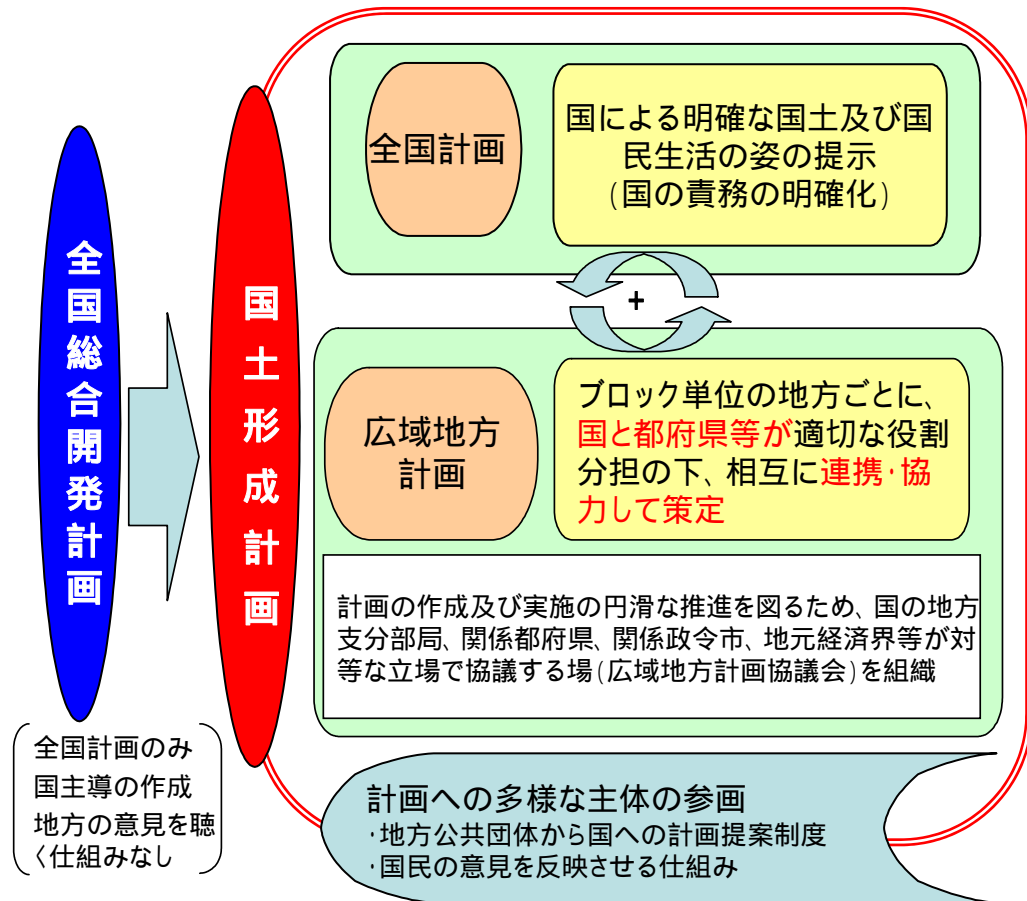 全国総合開発計画
全国計画のみ
国主導の作成
地方の意見を聴
く仕組みなし
国土形成計画
全国計画
国による明確な国土及び国
民生活の姿の提示
(国の責務の明確化)
+
広域地方
計画
ブロック単位の地方ごとに、
国と都府県等が適切な役割
分担の下、相互に連携・協
力して策定
計画の作成及び実施の円滑な推進を図るため、国の地方
支分部局、関係都府県、関係政令市、地元経済界等が対
等な立場で協議する場(広域地方計画協議会)を組織
計画への多様な主体の参画
・地方公共団体から国への計画提案制度
・国民の意見を反映させる仕組み